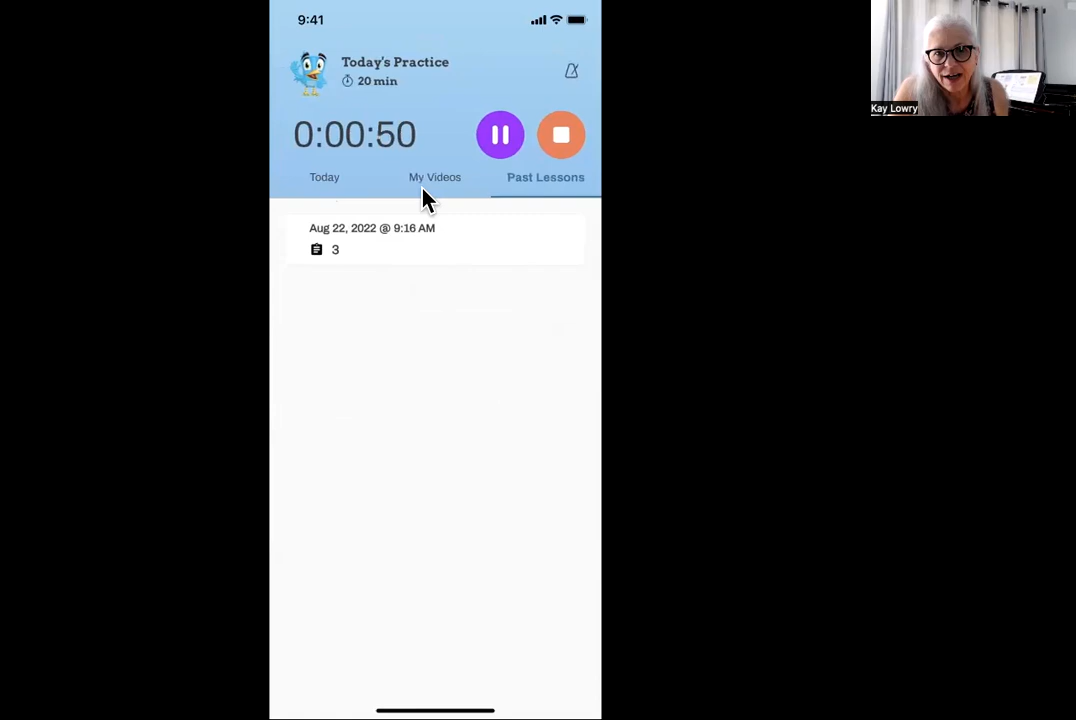 9:41
Today's Practice
20 min
0:00:50
Today
My Videos
Past Lessons
Aug 22, 2022 @ 9:16 AM
3
Kay Lowry